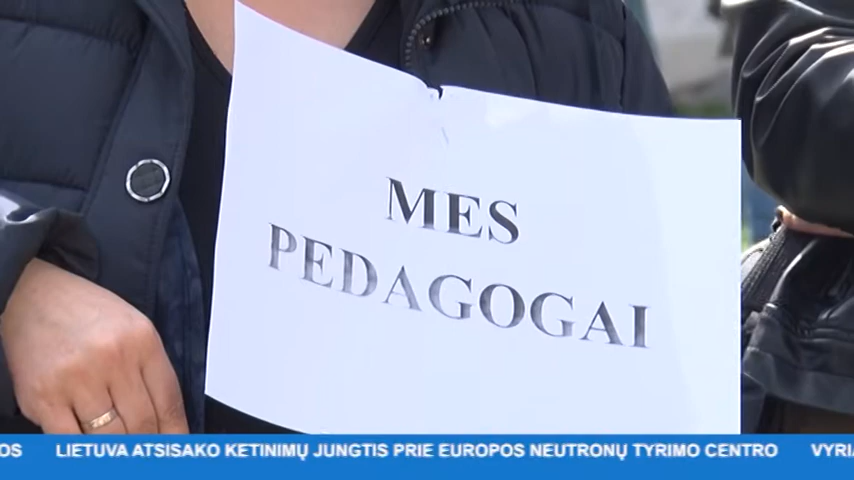 MES
PEDAGOGAI
LIETUVA ATSISAKO KETINIMŲ JUNGTIS PRIE EUROPOS NEUTRONŲ TYRIMO CENTRO